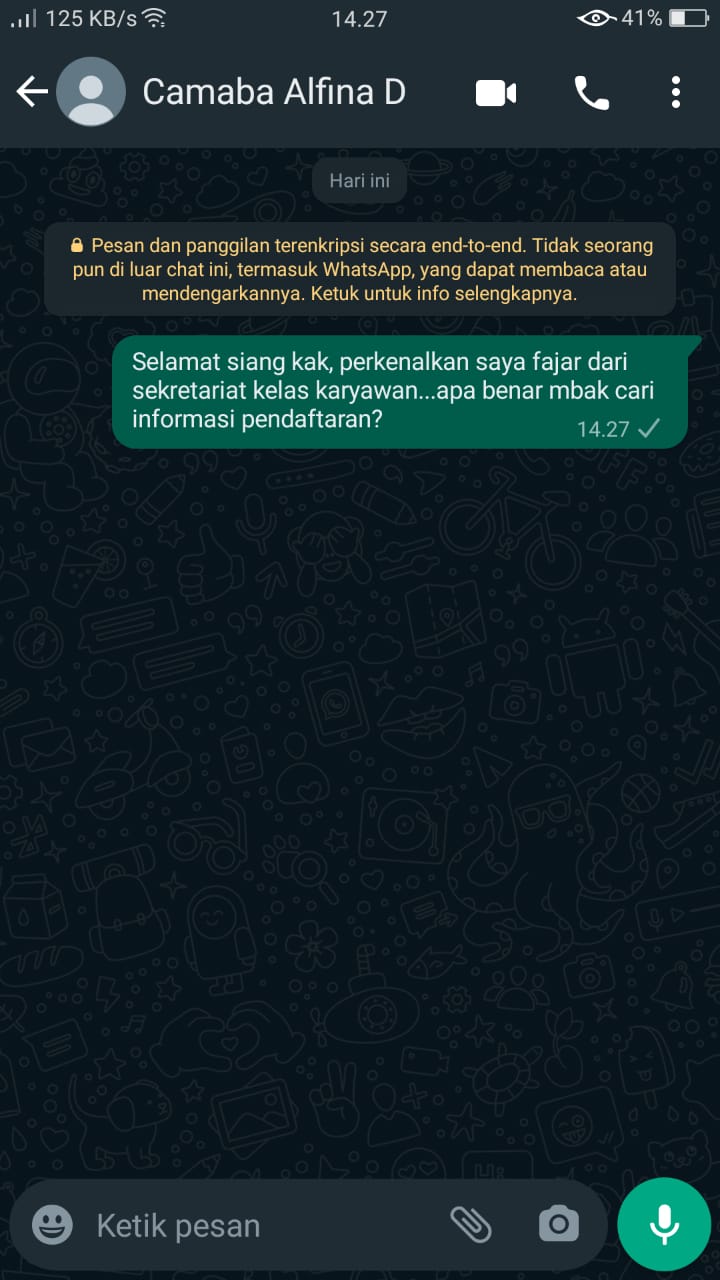 125 KB/s 14.27 41%
Camaba Alfina D
Hari ini
Pesan dan panggilan terenkripsi secara end-to-end. Tidak seorang
pun di luar chat ini, termasuk WhatsApp, yang dapat membaca atau
mendengarkannya. Ketuk untuk info selengkapnya.
Selamat siang kak, perkenalkan saya fajar dari
sekretariat kelas karyawan...apa benar mbak cari
informasi pendaftaran?
14.27
Ketik pesan